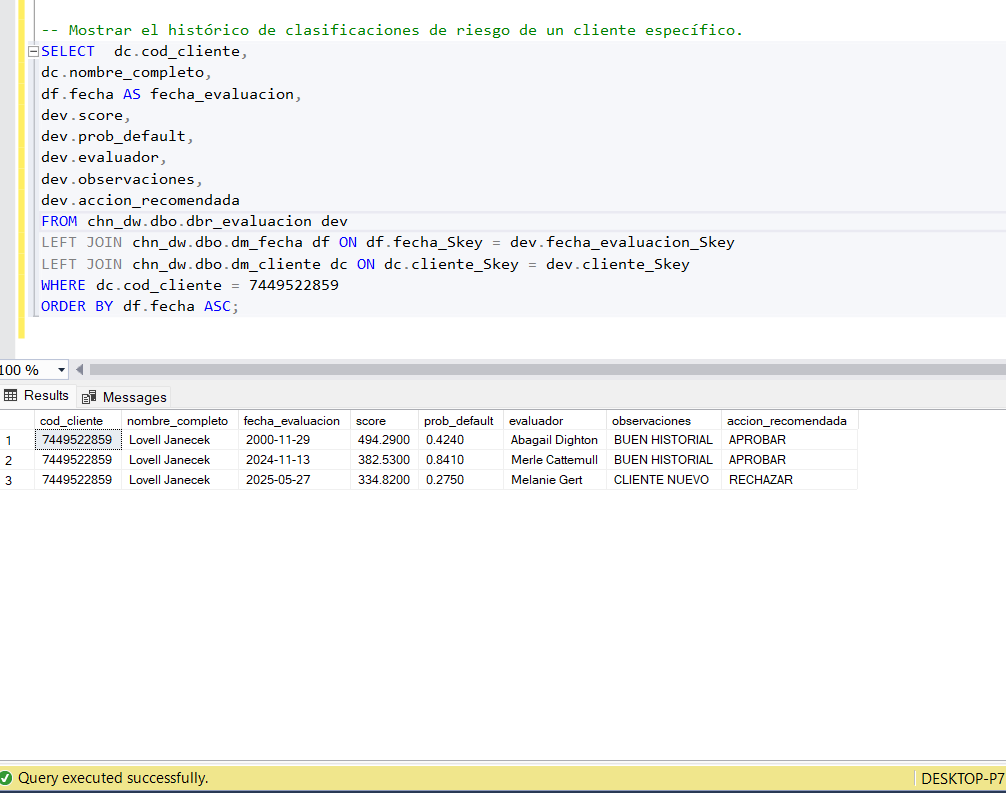 -- Mostrar el histórico de clasificaciones de riesgo de un cliente específico.
SELECT  dc.cod_cliente,
dc.nombre_completo,
df.fecha AS fecha_evaluacion,
dev.score,
dev.prob_default,
dev.evaluador,
dev.observaciones,
dev.accion_recomendada
FROM chn_dw.dbo.dbr_evaluacion dev
LEFT JOIN chn_dw.dbo.dm_fecha df ON df.fecha_Skey = dev.fecha_evaluacion_Skey
LEFT JOIN chn_dw.dbo.dm_cliente dc ON dc.cliente_Skey = dev.cliente_Skey
WHERE dc.cod_cliente = 7449522859
ORDER BY df.fecha ASC;
100 %
Results Messages
cod_cliente nombre_completo fecha_evaluacion score prob_default evaluador observaciones accion_recomendada
1 7449522859 Lovell Janecek 2000-11-29 494.2900 0.4240 Abagail Dighton BUEN HISTORIAL APROBAR
2 7449522859 Lovell Janecek 2024-11-13 382.5300 0.8410 Merle Cattemull BUEN HISTORIAL APROBAR
3 7449522859 Lovell Janecek 2025-05-27 334.8200 0.2750 Melanie Gert CLIENTE NUEVO RECHAZAR
Query executed successfully. DESKTOP-P7